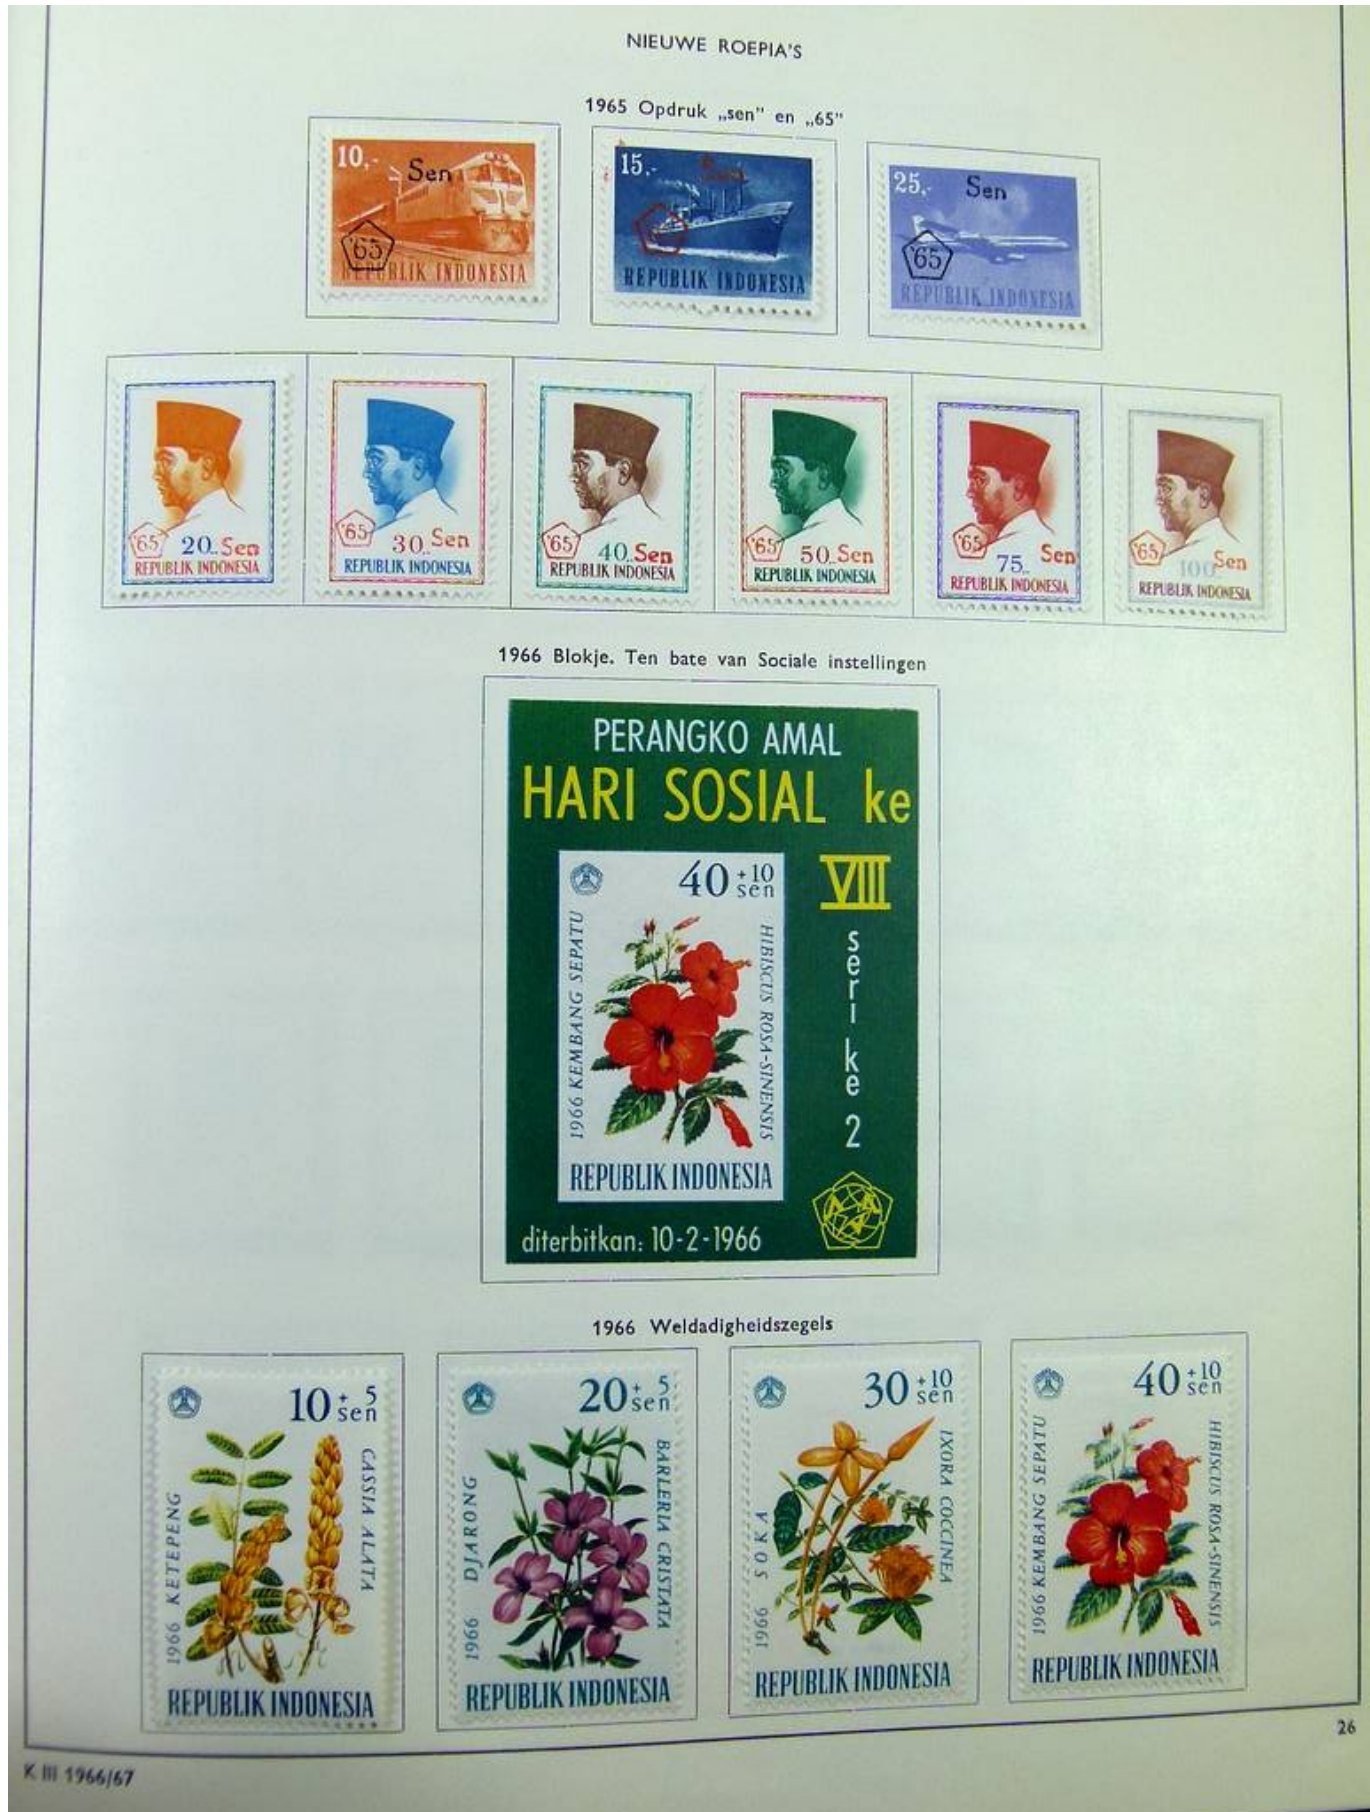 NIEUWE ROEPIA'S
1965 Opdruk „sen” en „65”
10,- Sen
'65
REPUBLIK INDONESIA
15,- Sen
REPUBLIK INDONESIA
25,- Sen
'65
REPUBLIK INDONESIA
'65 20.. Sen
REPUBLIK INDONESIA
'65 30.. Sen
REPUBLIK INDONESIA
'65 40.. Sen
REPUBLIK INDONESIA
'65 50.. Sen
REPUBLIK INDONESIA
'65 75.. Sen
REPUBLIK INDONESIA
'65 100.. Sen
REPUBLIK INDONESIA
1966 Blokje. Ten bate van Sociale instellingen
PERANGKO AMAL
HARI SOSIAL ke
VIII
seri ke 2
40 +10 sen
1966 KEMBANG SEPATU
HIBISCUS ROSA-SINENSIS
REPUBLIK INDONESIA
diterbitkan: 10-2-1966
1966 Weldadigheidszegels
10 + 5 sen
1966 KETEPENG
CASSIA ALATA
REPUBLIK INDONESIA
20 + 5 sen
1966 DJARONG
BARLERIA CRISTATA
REPUBLIK INDONESIA
30 +10 sen
1966 SOKA
IXORA COCCINEA
REPUBLIK INDONESIA
40 +10 sen
1966 KEMBANG SEPATU
HIBISCUS ROSA-SINENSIS
REPUBLIK INDONESIA
26
K III 1966/67